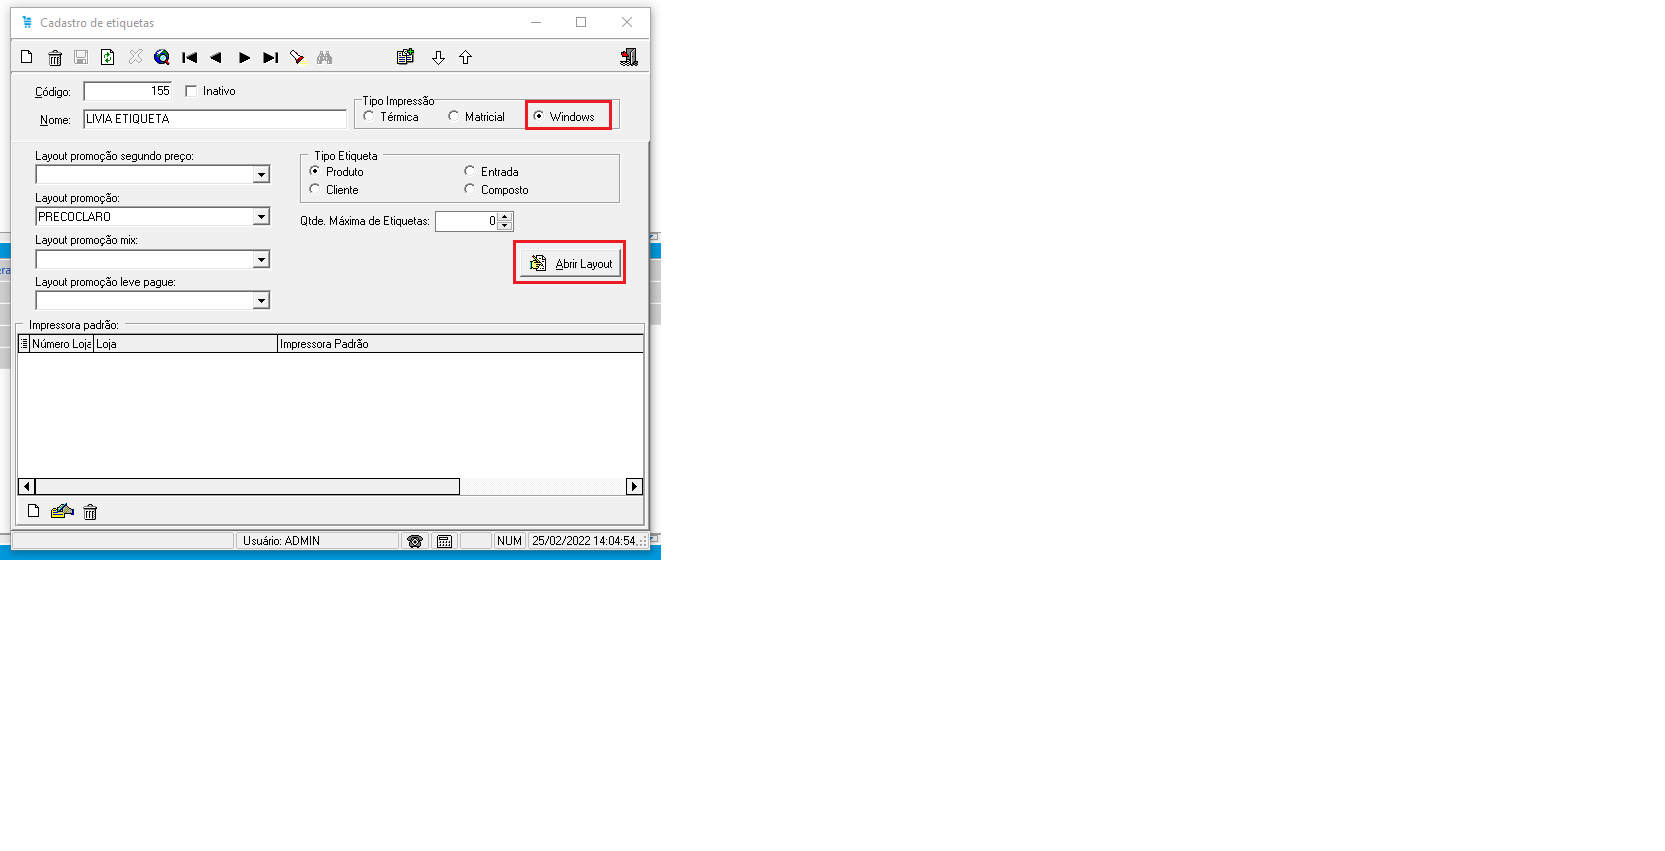 Cadastro de etiquetas
Código: 155 Inativo
Nome: LIVIA ETIQUETA
Tipo Impressão
Térmica Matricial Windows
Layout promoção segundo preço:
Layout promoção:
PRECOCLARO
Layout promoção mix:
Layout promoção leve pague:
Tipo Etiqueta
Produto Entrada
Cliente Composto
Qtde. Máxima de Etiquetas: 0
Abrir Layout
Impressora padrão:
Número Loja Loja Impressora Padrão
Usuário: ADMIN NUM 25/02/2022 14:04:54